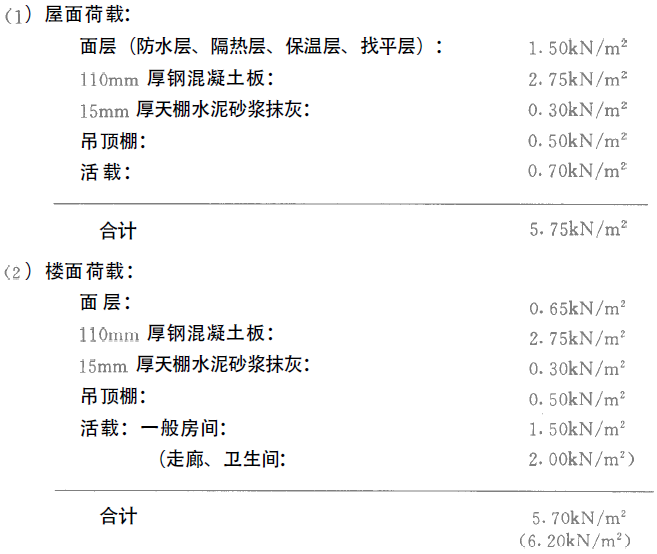 (1) 屋面荷载：
面层（防水层、隔热层、保温层、找平层）： 1.50kN/m²
110mm 厚钢混凝土板： 2.75kN/m²
15mm 厚天棚水泥砂浆抹灰： 0.30kN/m²
吊顶棚： 0.50kN/m²
活载： 0.70kN/m²
合计 5.75kN/m²
(2) 楼面荷载：
面层： 0.65kN/m²
110mm 厚钢混凝土板： 2.75kN/m²
15mm 厚天棚水泥砂浆抹灰： 0.30kN/m²
吊顶棚： 0.50kN/m²
活载：一般房间： 1.50kN/m²
（走廊、卫生间： 2.00kN/m²）
合计 5.70kN/m²
(6.20kN/m²)